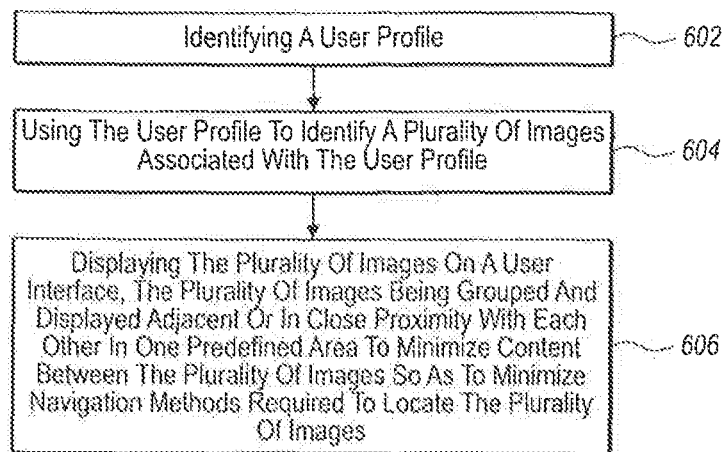 Identifying A User Profile
602
Using The User Profile To Identify A Plurality Of Images
Associated With The User Profile
604
Displaying The Plurality Of Images On A User
Interface, The Plurality Of Images Being Grouped And
Displayed Adjacent Or In Close Proximity With Each
Other In One Predefined Area To Minimize Content
Between The Plurality Of Images So As To Minimize
Navigation Methods Required To Locate The Plurality
Of Images
606